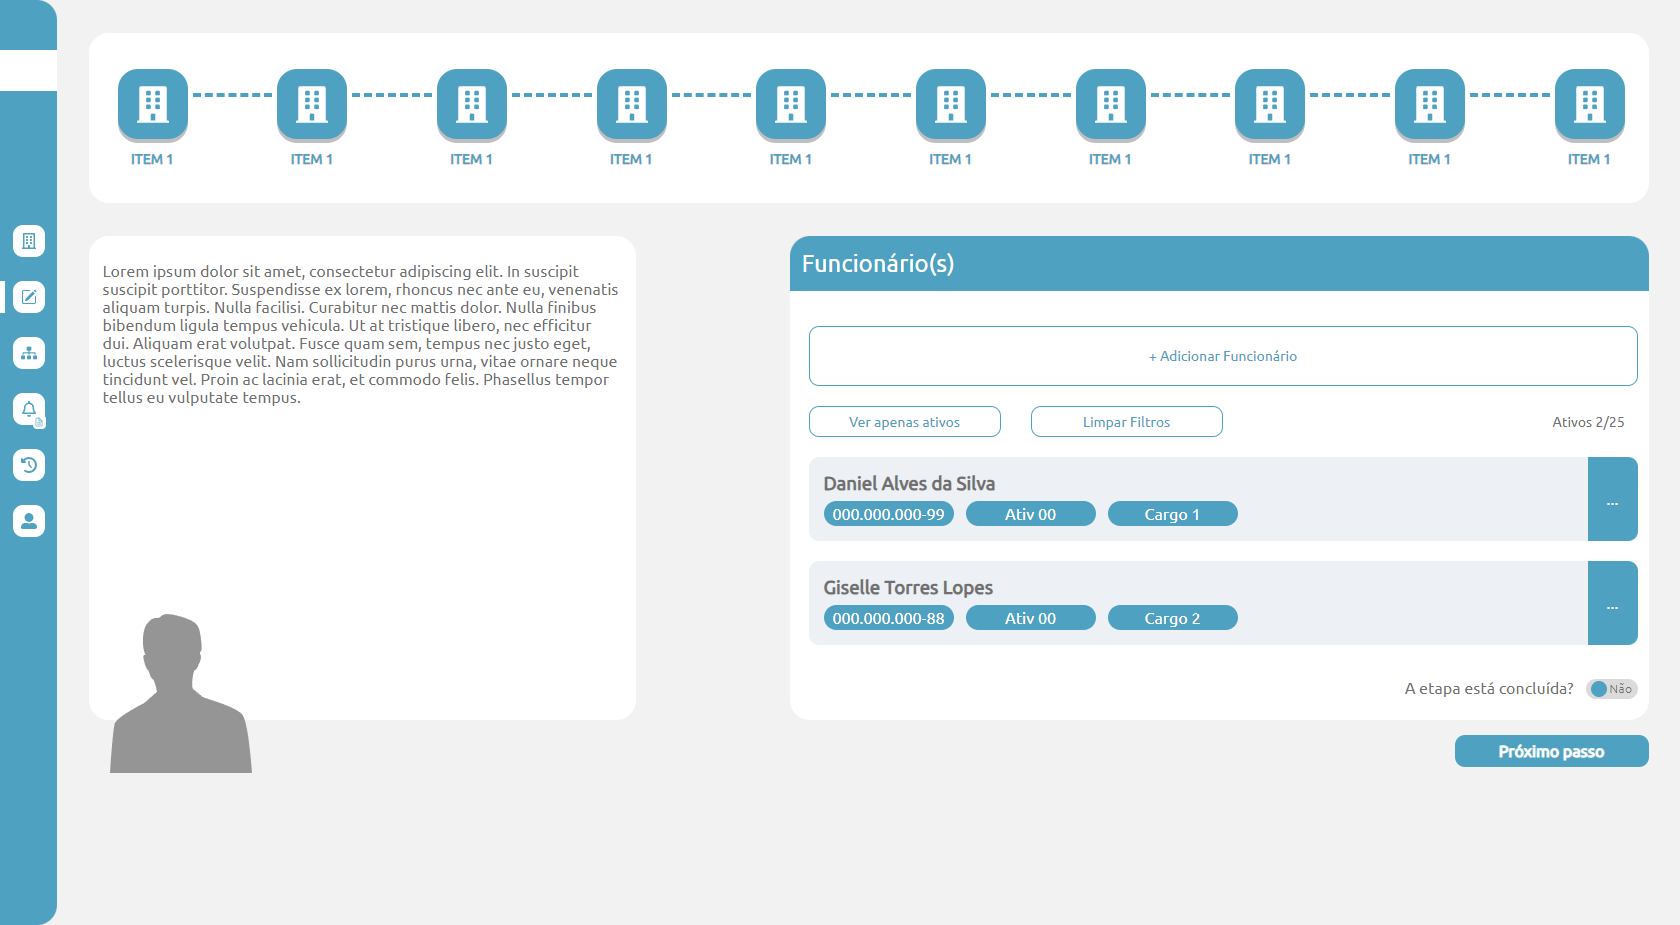 ITEM 1 ITEM 1 ITEM 1 ITEM 1 ITEM 1 ITEM 1 ITEM 1 ITEM 1 ITEM 1 ITEM 1
Lorem ipsum dolor sit amet, consectetur adipiscing elit. In suscipit
suscipit porttitor. Suspendisse ex lorem, rhoncus nec ante eu, venenatis
aliquam turpis. Nulla facilisi. Curabitur nec mattis dolor. Nulla finibus
bibendum ligula tempus vehicula. Ut at tristique libero, nec efficitur
dui. Aliquam erat volutpat. Fusce quam sem, tempus nec justo eget,
luctus scelerisque velit. Nam sollicitudin purus urna, vitae ornare neque
tincidunt vel. Proin ac lacinia erat, et commodo felis. Phasellus tempor
tellus eu vulputate tempus.
Funcionário(s)
+ Adicionar Funcionário
Ver apenas ativos Limpar Filtros Ativos 2/25
Daniel Alves da Silva
000.000.000-99 Ativ 00 Cargo 1 ...
Giselle Torres Lopes
000.000.000-88 Ativ 00 Cargo 2 ...
A etapa está concluída? Não
Próximo passo